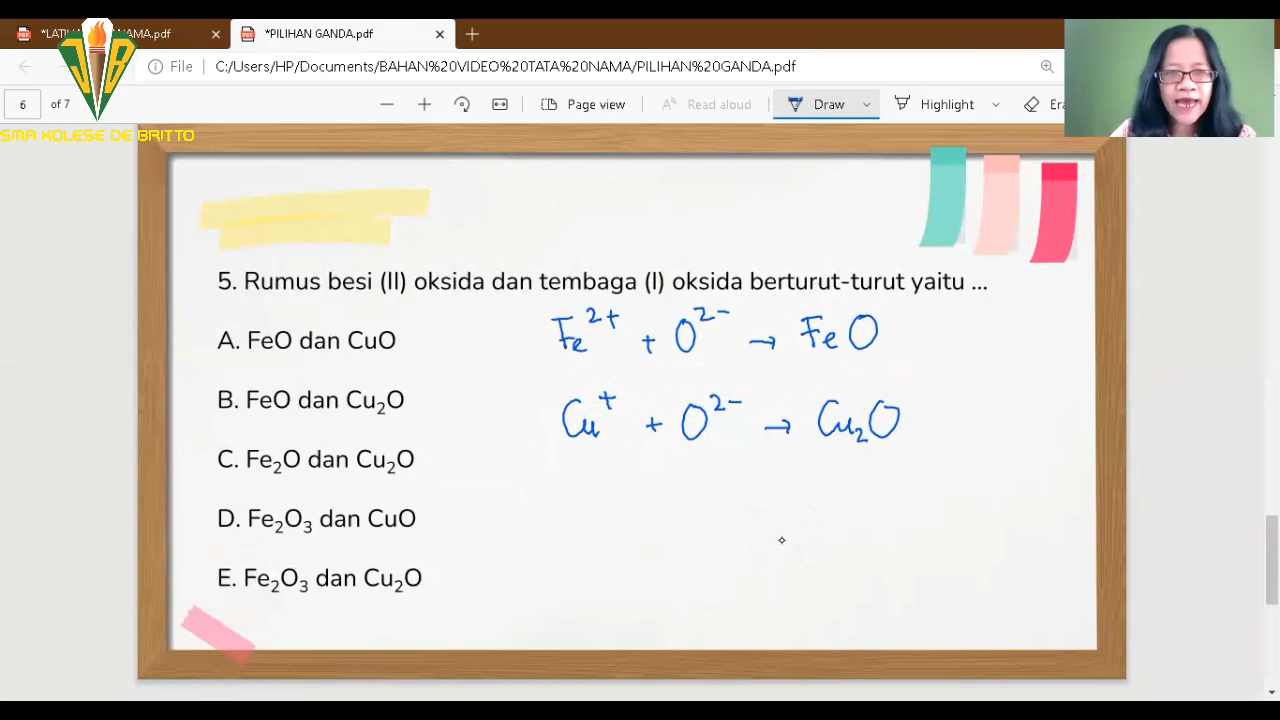 *LATI NAMA.pdf
*PILIHAN GANDA.pdf
File C:/Users/HP/Documents/BAHAN%20VIDEO%20TATA%20NAMA/PILIHAN%20GANDA.pdf
6 of 7 Page view Read aloud Draw Highlight
JB
SMA KOLESE DE BRITTO
5. Rumus besi (II) oksida dan tembaga (I) oksida berturut-turut yaitu ...
A. FeO dan CuO
B. FeO dan Cu₂O
C. Fe₂O dan Cu₂O
D. Fe₂O₃ dan CuO
E. Fe₂O₃ dan Cu₂O
Fe²⁺ + O²⁻ → FeO
Cu⁺ + O²⁻ → Cu₂O